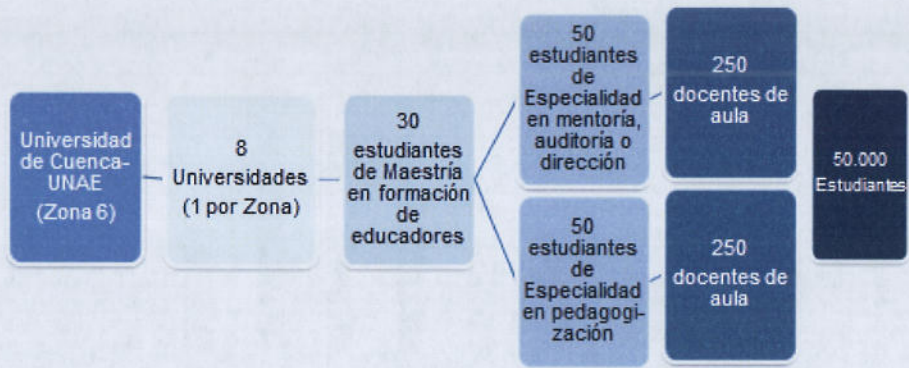 Universidad
de Cuenca-
UNAE
(Zona 6)
8
Universidades
(1 por Zona)
30
estudiantes
de Maestría
en formación
de
educadores
50
estudiantes
de
Especialidad
en mentoría,
auditoría o
dirección
250
docentes de
aula
50
estudiantes
de
Especialidad
en pedagogi-
zación
250
docentes de
aula
50.000
Estudiantes